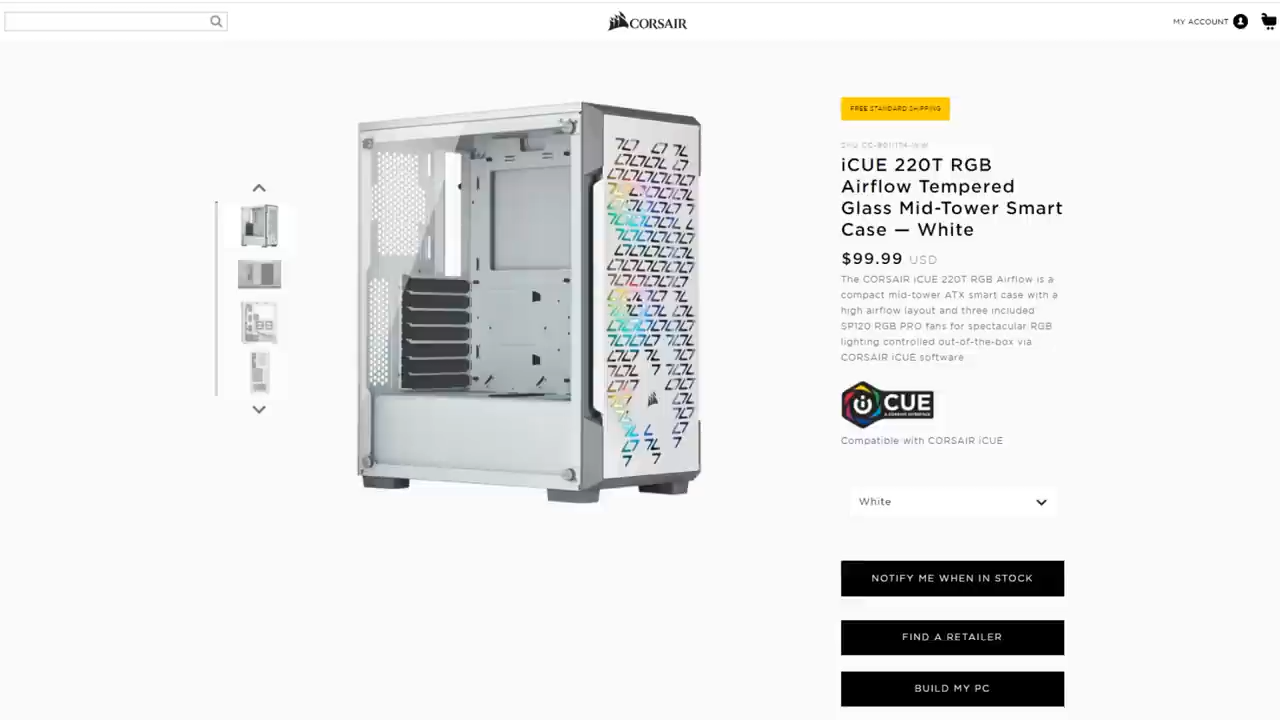 CORSAIR
MY ACCOUNT
FREE STANDARD SHIPPING
iCUE 220T RGB
Airflow Tempered
Glass Mid-Tower Smart
Case — White
$99.99 USD
The CORSAIR iCUE 220T RGB Airflow is a
compact mid-tower ATX smart case with a
high airflow layout and three included
SP120 RGB PRO fans for spectacular RGB
lighting controlled out-of-the-box via
CORSAIR iCUE software
iCUE
A CORSAIR INTERFACE
Compatible with CORSAIR iCUE
White
NOTIFY ME WHEN IN STOCK
FIND A RETAILER
BUILD MY PC